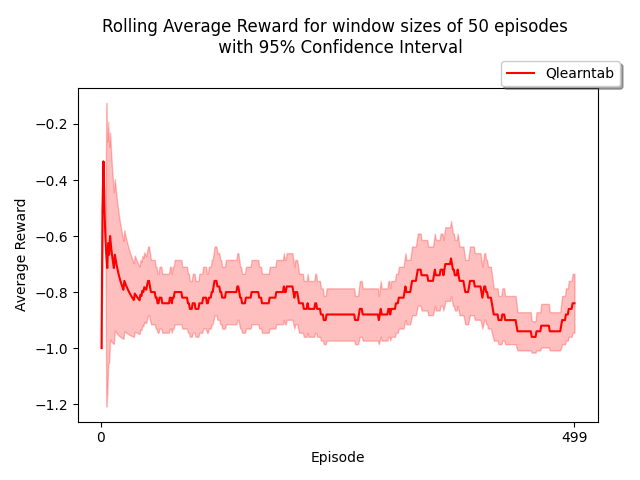 Rolling Average Reward for window sizes of 50 episodes
with 95% Confidence Interval
Qlearntab
−0.2
−0.4
−0.6
−0.8
−1.0
−1.2
Average Reward
0 499
Episode